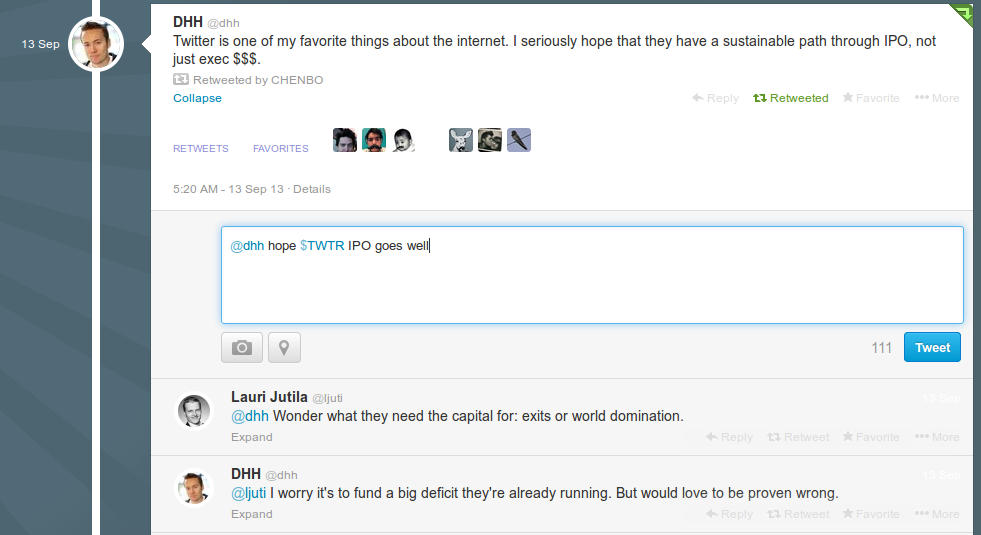 13 Sep
DHH @dhh
Twitter is one of my favorite things about the internet. I seriously hope that they have a sustainable path through IPO, not
just exec $$$.
Retweeted by CHENBO
Collapse Reply Retweeted Favorite More
RETWEETS FAVORITES
5:20 AM - 13 Sep 13 · Details
@dhh hope $TWTR IPO goes well
111 Tweet
Lauri Jutila @ljuti 13 Sep
@dhh Wonder what they need the capital for: exits or world domination.
Expand Reply Retweet Favorite More
DHH @dhh 13 Sep
@ljuti I worry it's to fund a big deficit they're already running. But would love to be proven wrong.
Expand Reply Retweet Favorite More